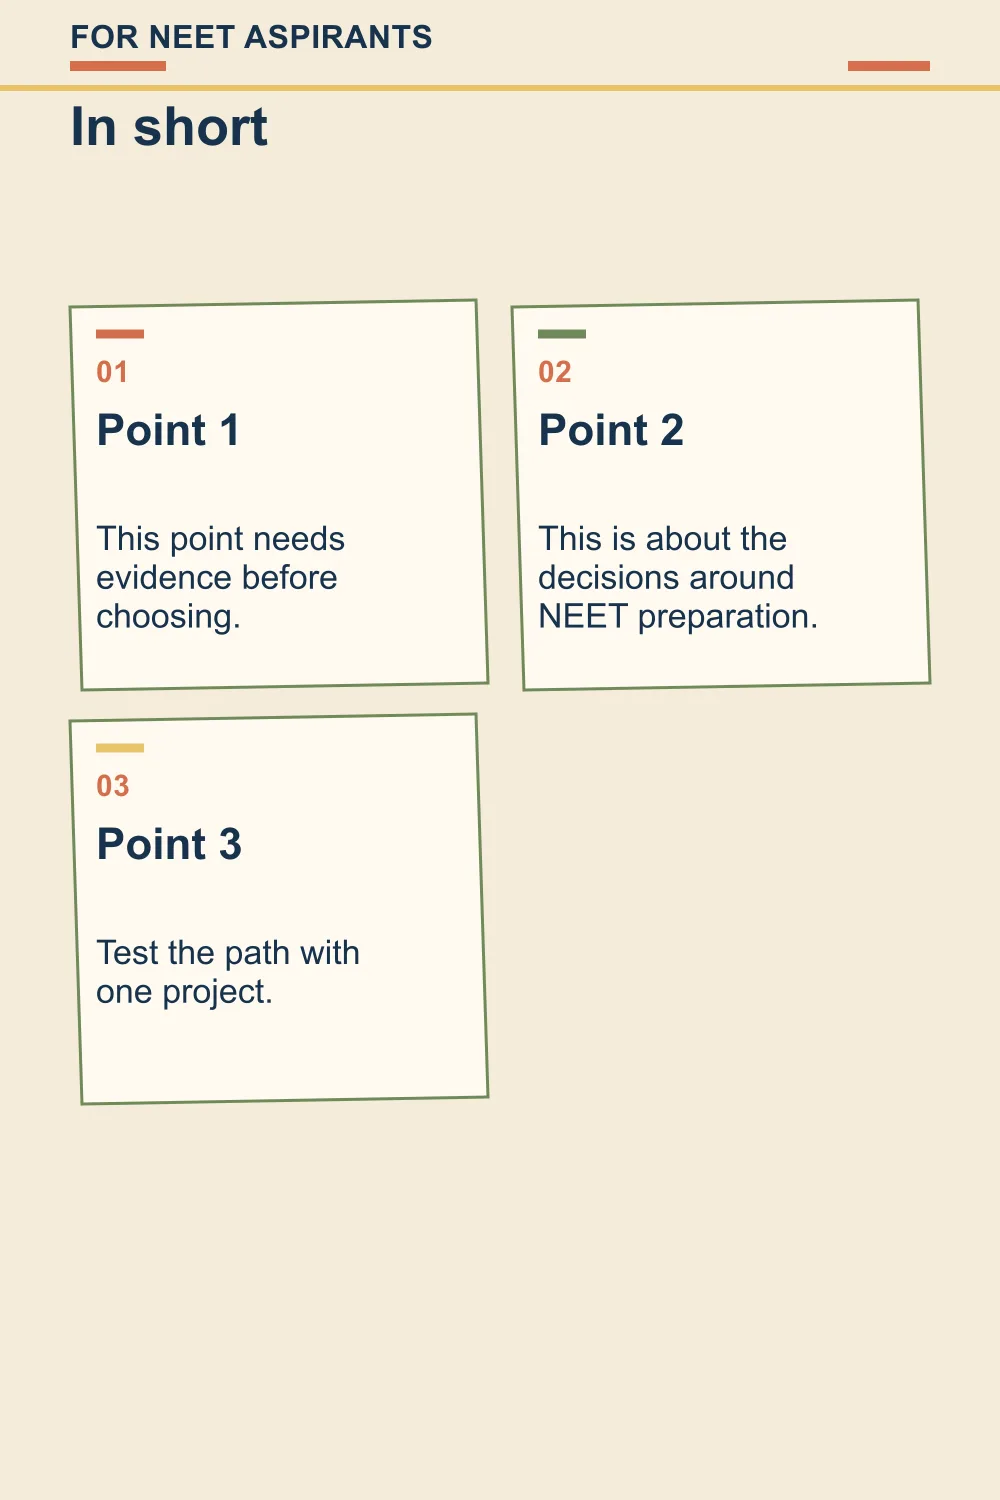 FOR NEET ASPIRANTS
In short
01
Point 1
This point needs
evidence before
choosing.
02
Point 2
This is about the
decisions around
NEET preparation.
03
Point 3
Test the path with
one project.